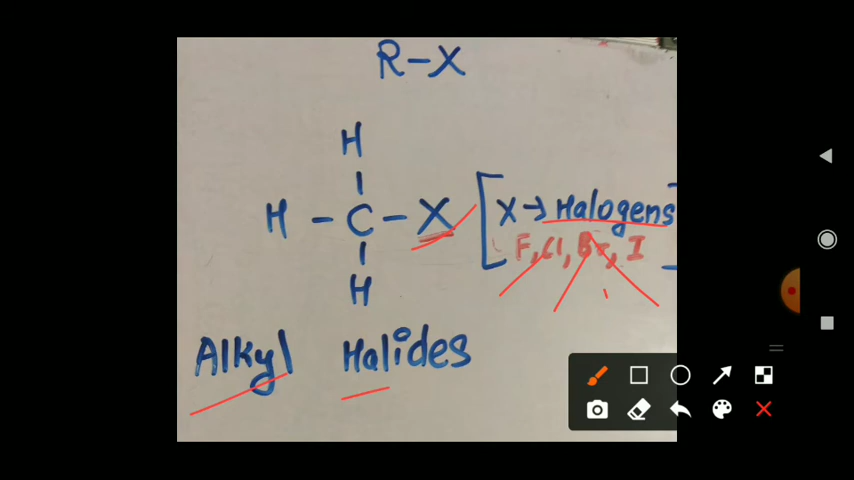 R-X
H
H - C - X [X → Halogens]
F, Cl, Br, I
H
Alkyl Halides